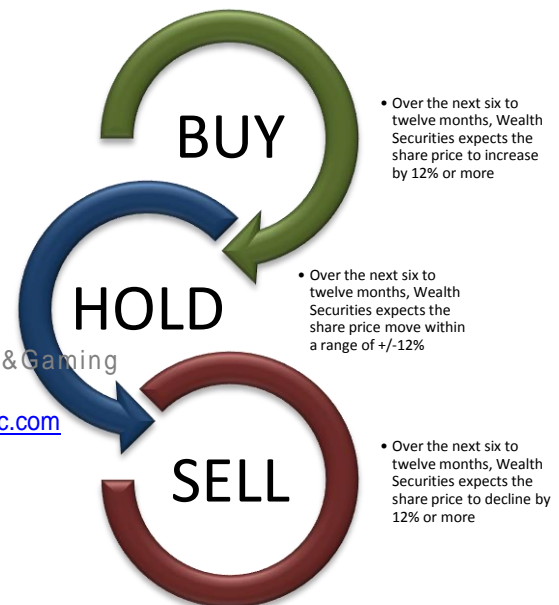 BUY
• Over the next six to
twelve months, Wealth
Securities expects the
share price to increase
by 12% or more
HOLD
• Over the next six to
twelve months, Wealth
Securities expects the
share price move within
a range of +/-12%
&Gaming
c.com
SELL
• Over the next six to
twelve months, Wealth
Securities expects the
share price to decline by
12% or more